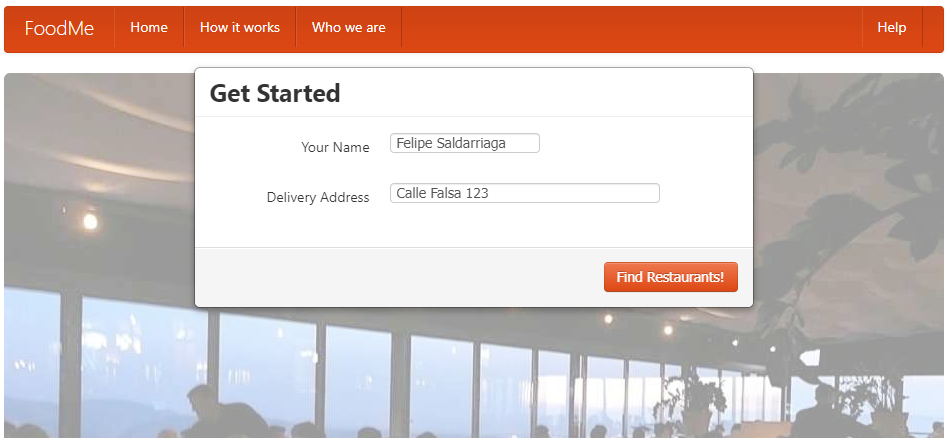 FoodMe Home How it works Who we are Help
Get Started
Your Name Felipe Saldarriaga
Delivery Address Calle Falsa 123
Find Restaurants!